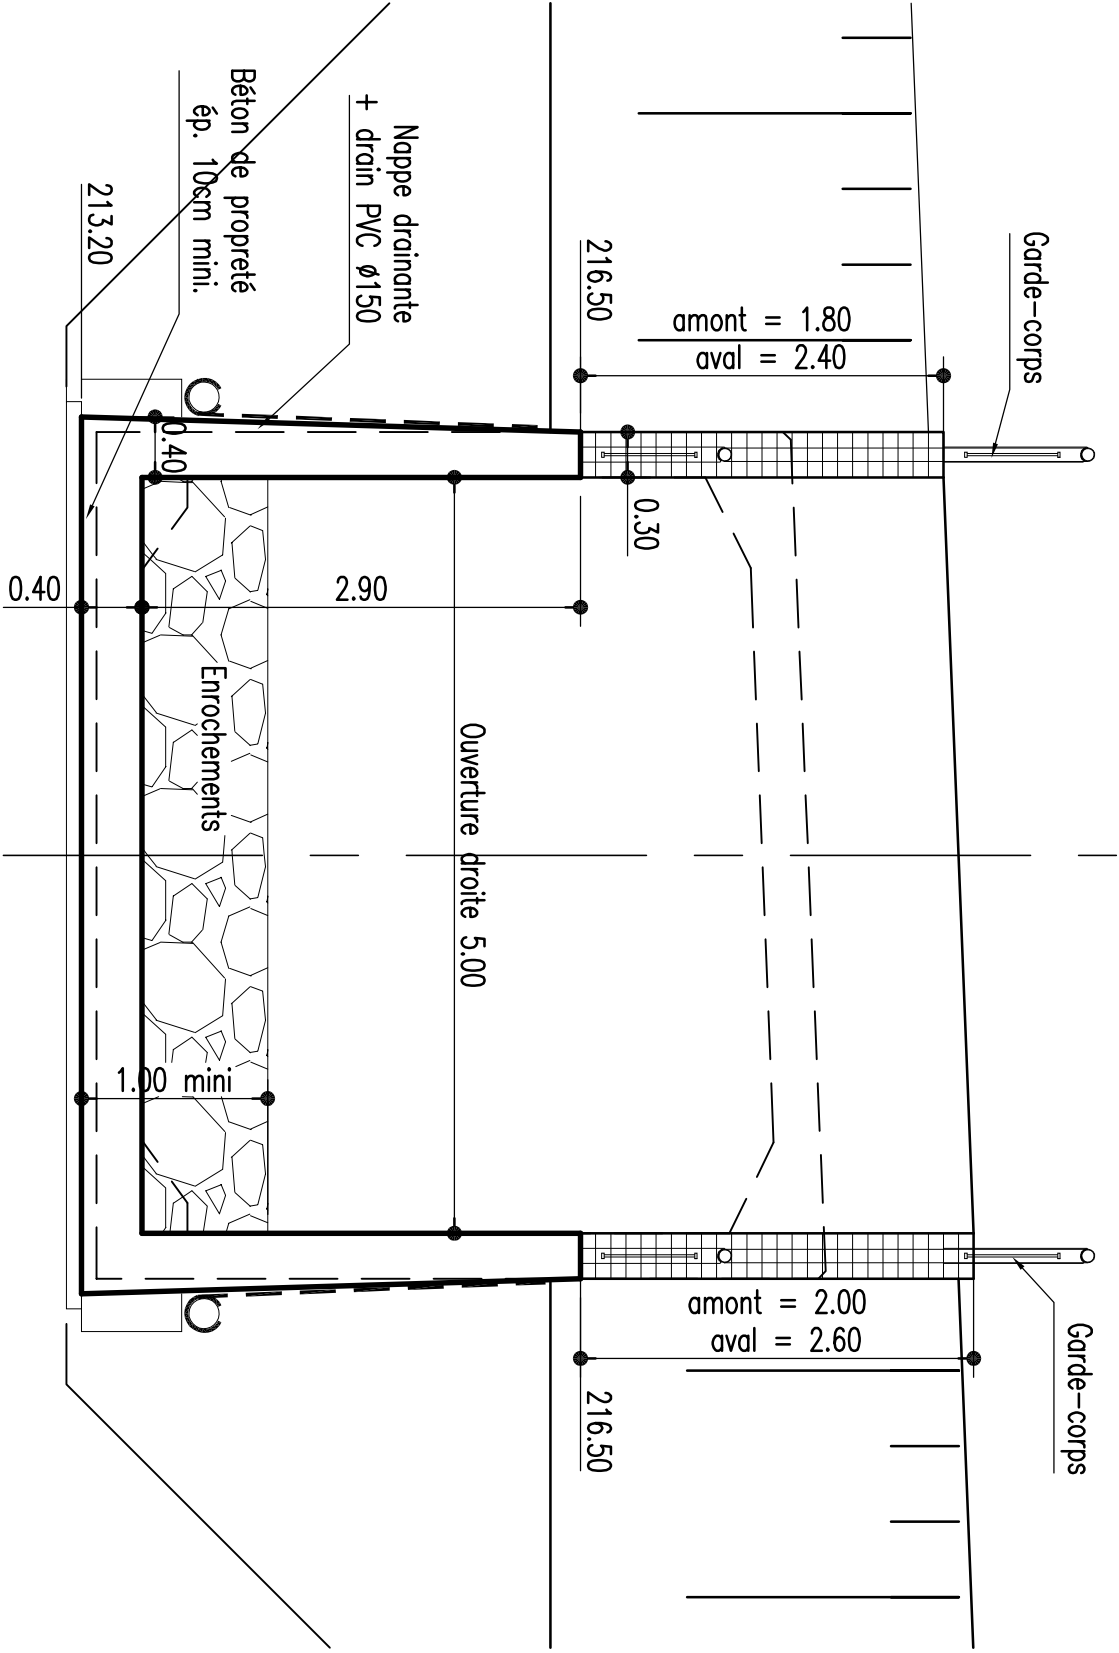 Garde-corps
216.50
amont = 1.80
aval = 2.40
Nappe drainante
+ drain PVC ø150
Béton de propreté
ép. 10cm mini.
213.20
0.40
0.30
0.40
2.90
Enrochements
Ouverture droite 5.00
1.00 mini
amont = 2.00
aval = 2.60
216.50
Garde-corps